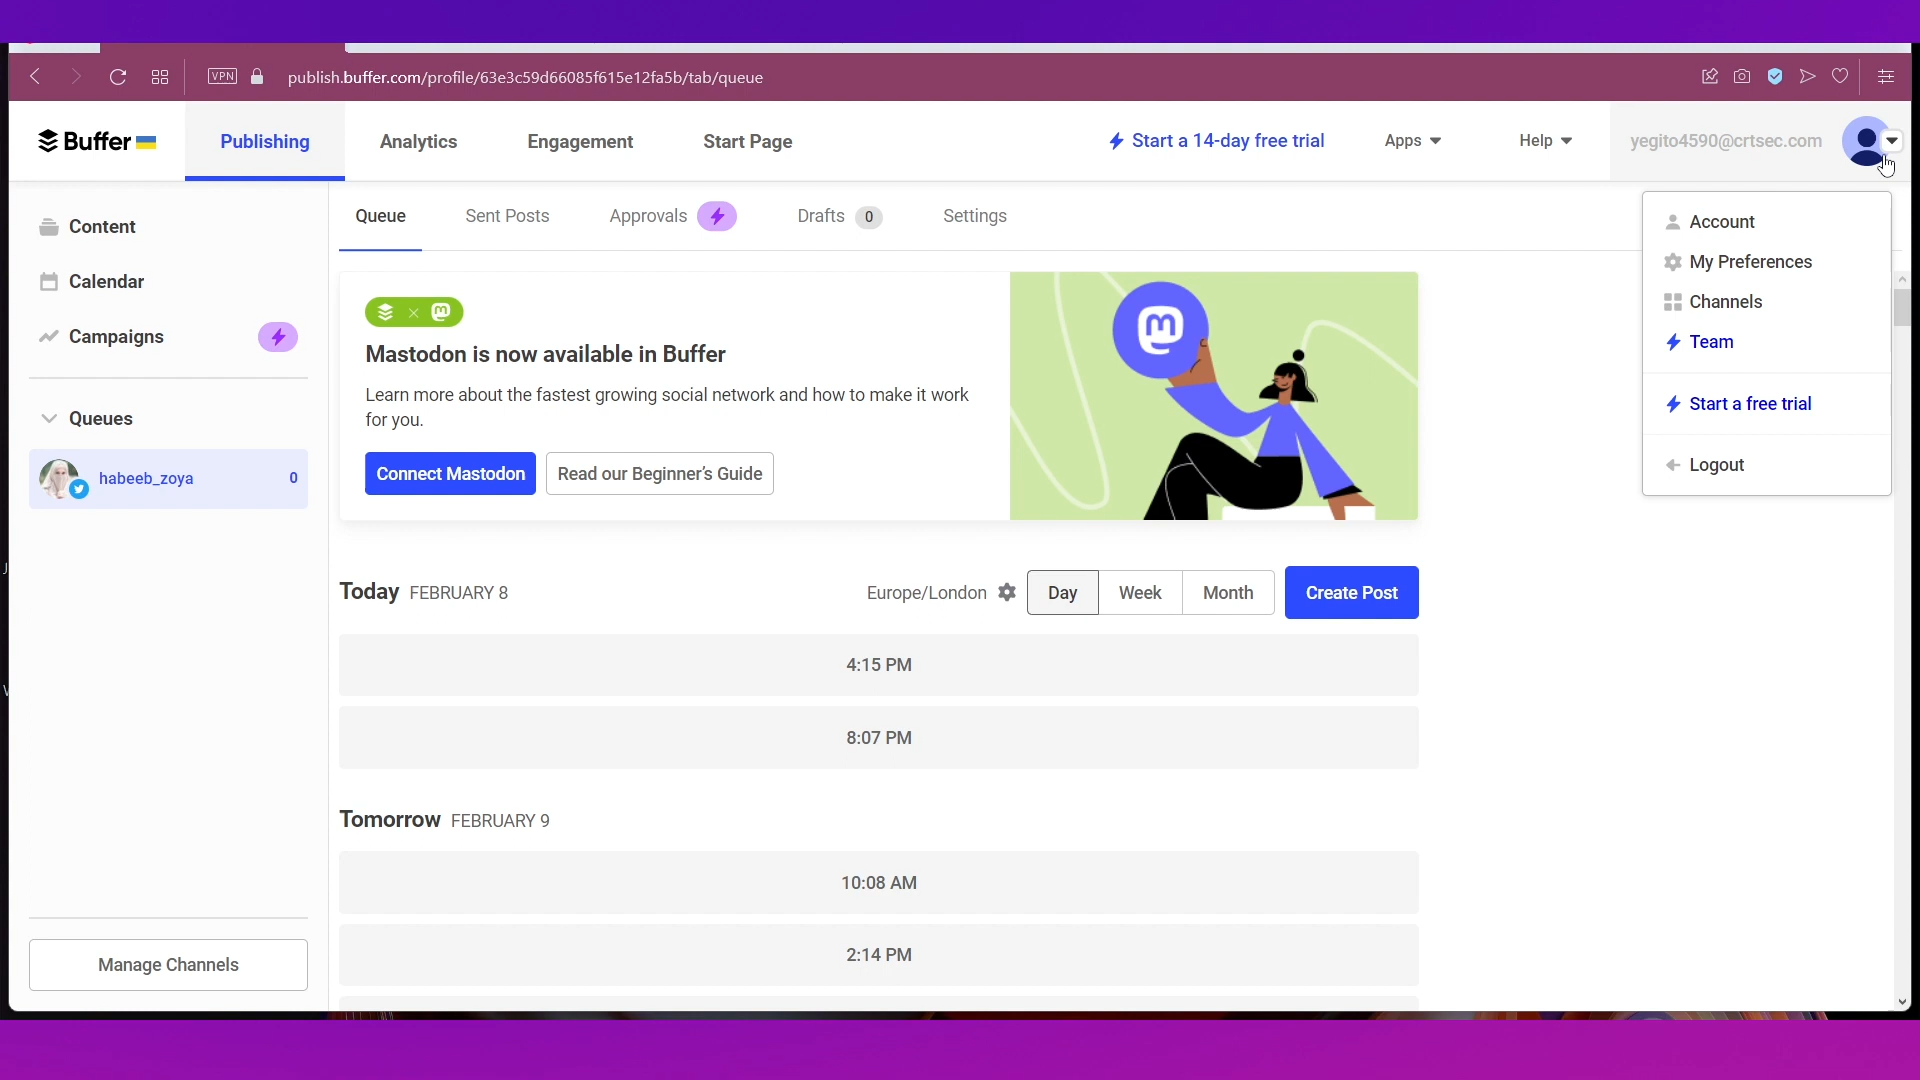 VPN
publish.buffer.com/profile/63e3c59d66085f615e12fa5b/tab/queue
Buffer
Publishing
Analytics
Engagement
Start Page
Start a 14-day free trial
Apps
Help
yegito4590@crtsec.com
Content
Calendar
Campaigns
Queues
habeeb_zoya 0
Manage Channels
Queue
Sent Posts
Approvals
Drafts 0
Settings
Mastodon is now available in Buffer
Learn more about the fastest growing social network and how to make it work
for you.
Connect Mastodon
Read our Beginner's Guide
Today FEBRUARY 8
Europe/London
Day
Week
Month
Create Post
4:15 PM
8:07 PM
Tomorrow FEBRUARY 9
10:08 AM
2:14 PM
Account
My Preferences
Channels
Team
Start a free trial
Logout